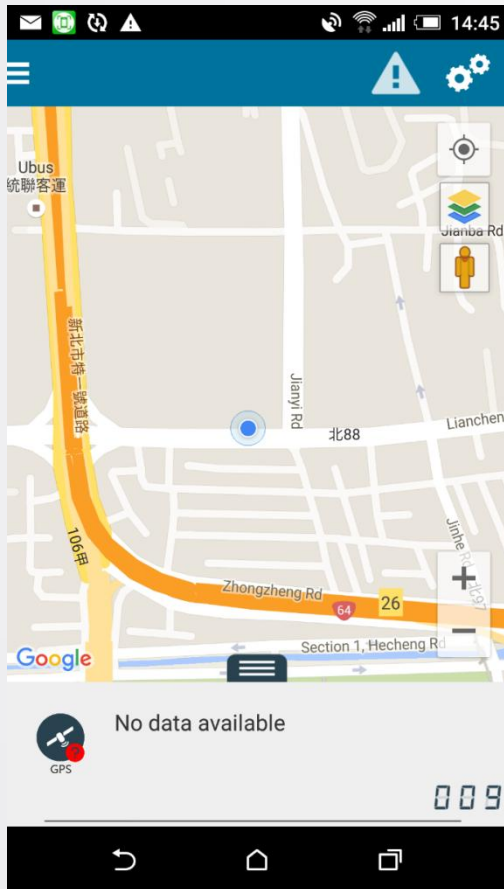 14:45
Ubus
統聯客運
Jianba Rd
新北市特一號道路
Jianyi Rd
Lianchen
北88
106甲
Jinhe Rd
北97
Zhongzheng Rd
64
26
Section 1, Hecheng Rd
Google
No data available
GPS
009